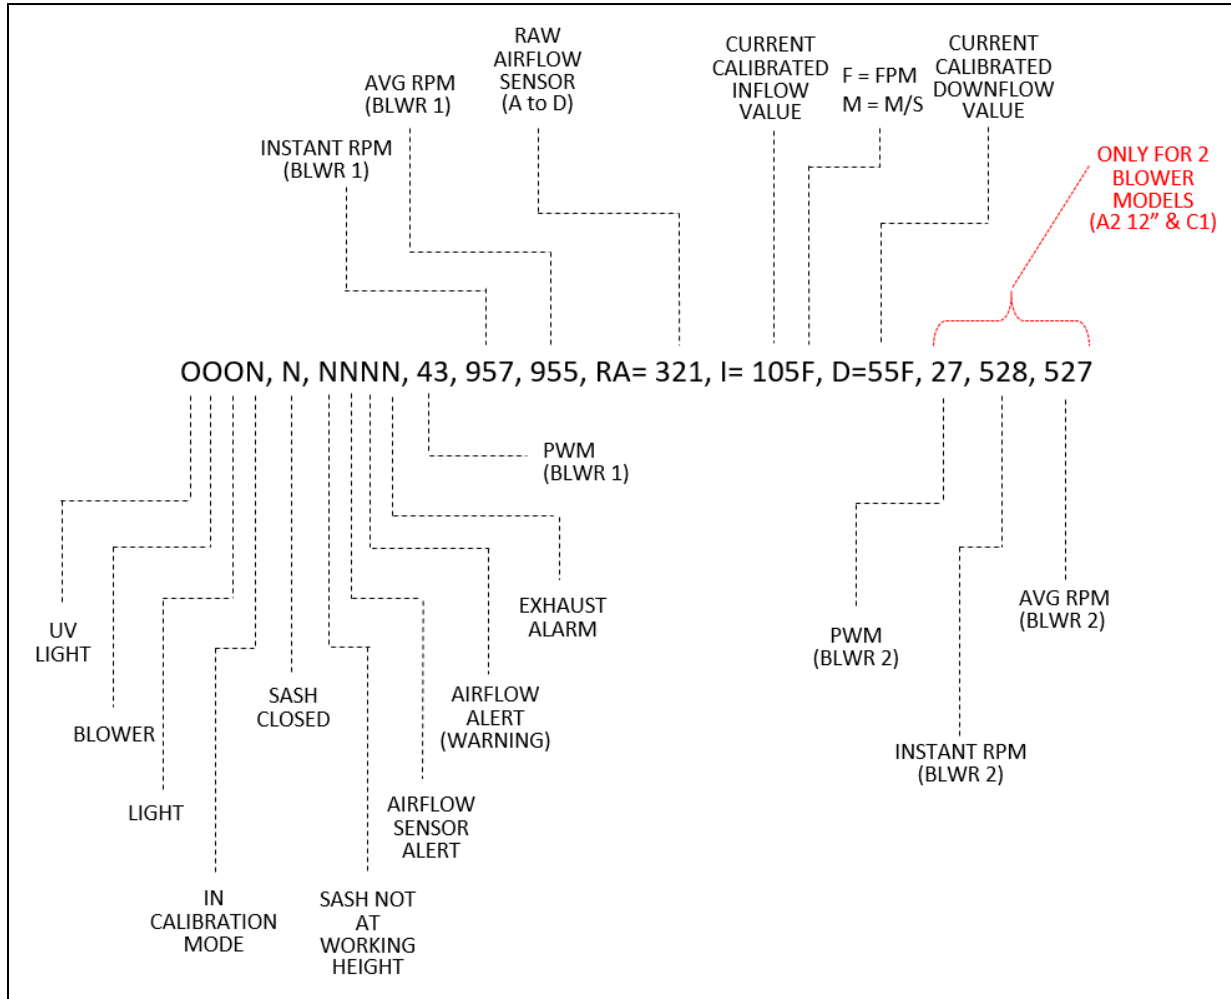 RAW
AIRFLOW
SENSOR
(A to D)
CURRENT
CALIBRATED
INFLOW
VALUE
F = FPM
M = M/S
CURRENT
CALIBRATED
DOWNFLOW
VALUE
AVG RPM
(BLWR 1)
INSTANT RPM
(BLWR 1)
ONLY FOR 2
BLOWER
MODELS
(A2 12” & C1)
OOON, N, NNNN, 43, 957, 955, RA= 321, I= 105F, D=55F, 27, 528, 527
PWM
(BLWR 1)
UV
LIGHT
BLOWER
LIGHT
IN
CALIBRATION
MODE
SASH
CLOSED
SASH NOT
AT
WORKING
HEIGHT
AIRFLOW
SENSOR
ALERT
AIRFLOW
ALERT
(WARNING)
EXHAUST
ALARM
PWM
(BLWR 2)
INSTANT RPM
(BLWR 2)
AVG RPM
(BLWR 2)